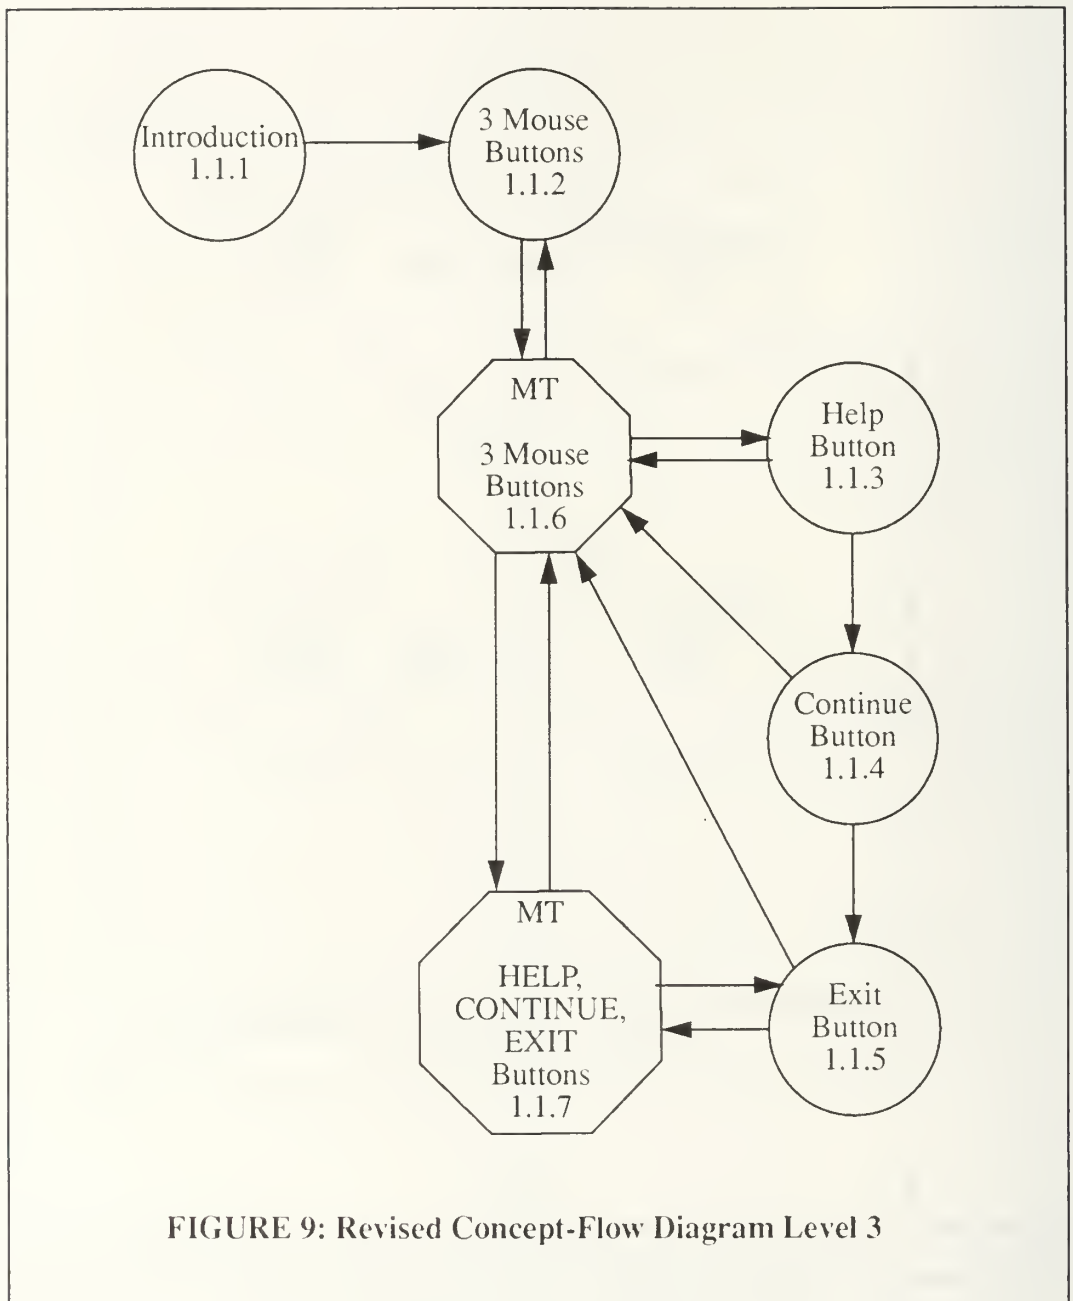 Introduction
1.1.1
3 Mouse
Buttons
1.1.2
MT
3 Mouse
Buttons
1.1.6
Help
Button
1.1.3
Continue
Button
1.1.4
MT
HELP,
CONTINUE,
EXIT
Buttons
1.1.7
Exit
Button
1.1.5
FIGURE 9: Revised Concept-Flow Diagram Level 3